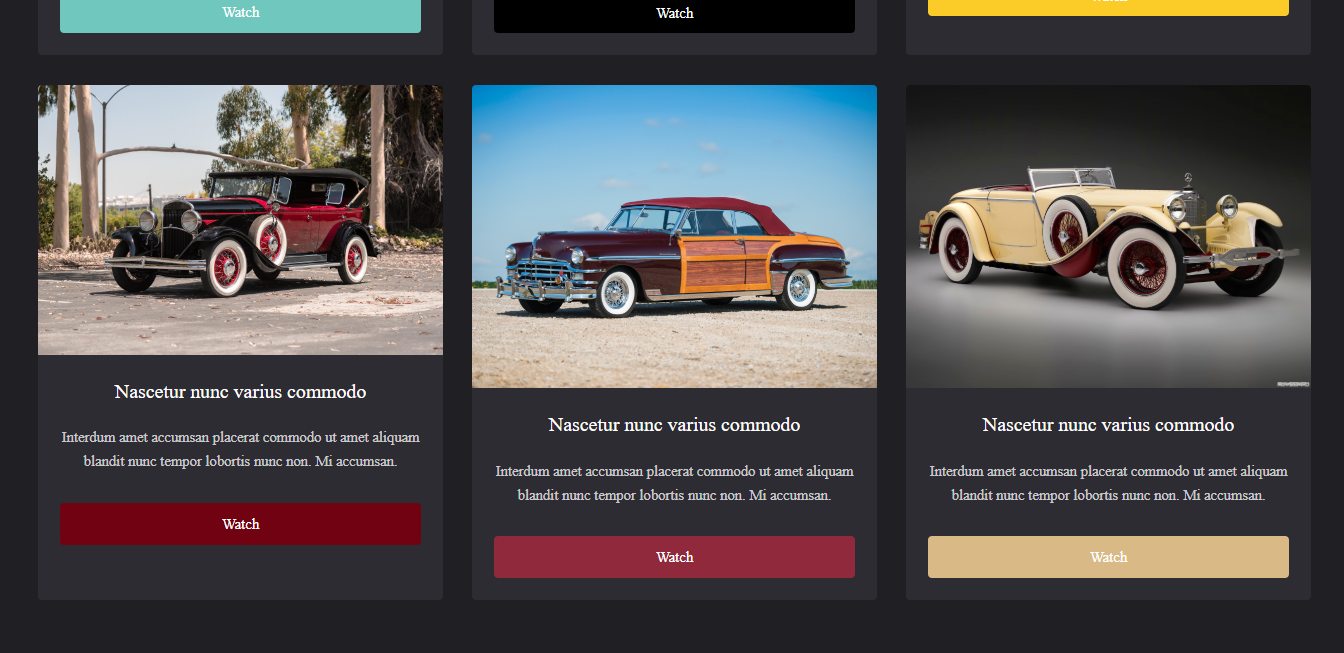 Watch
Watch
Nascetur nunc varius commodo
Interdum amet accumsan placerat commodo ut amet aliquam
blandit nunc tempor lobortis nunc non. Mi accumsan.
Watch
Nascetur nunc varius commodo
Interdum amet accumsan placerat commodo ut amet aliquam
blandit nunc tempor lobortis nunc non. Mi accumsan.
Watch
Nascetur nunc varius commodo
Interdum amet accumsan placerat commodo ut amet aliquam
blandit nunc tempor lobortis nunc non. Mi accumsan.
Watch